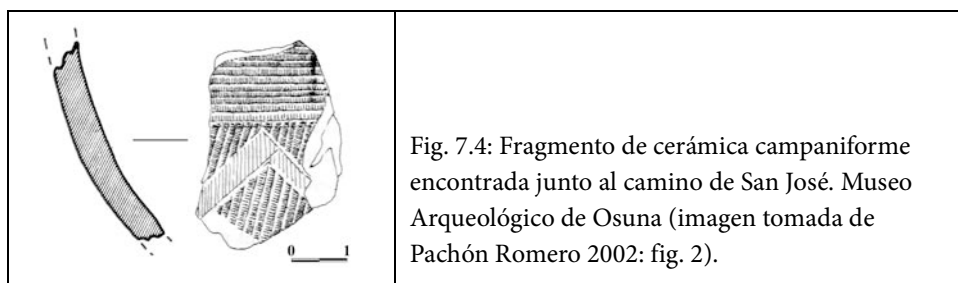 0 1
Fig. 7.4: Fragmento de cerámica campaniforme
encontrada junto al camino de San José. Museo
Arqueológico de Osuna (imagen tomada de
Pachón Romero 2002: fig. 2).